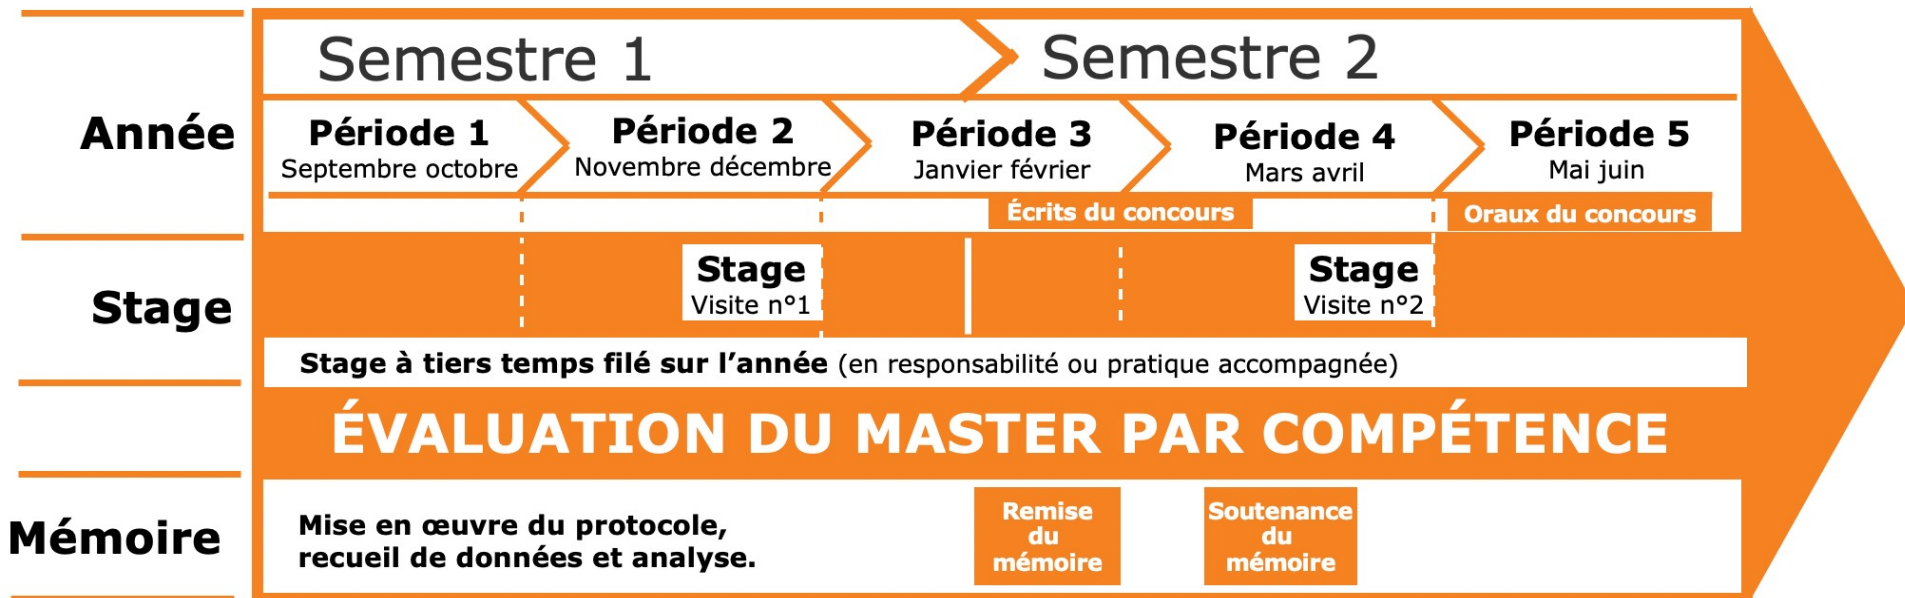 Semestre 1
Semestre 2
Année
Période 1
Septembre octobre
Période 2
Novembre décembre
Période 3
Janvier février
Période 4
Mars avril
Période 5
Mai juin
Écrits du concours
Oraux du concours
Stage
Stage
Visite n°1
Stage
Visite n°2
Stage à tiers temps filé sur l’année (en responsabilité ou pratique accompagnée)
ÉVALUATION DU MASTER PAR COMPÉTENCE
Mémoire
Mise en œuvre du protocole,
recueil de données et analyse.
Remise
du
mémoire
Soutenance
du
mémoire